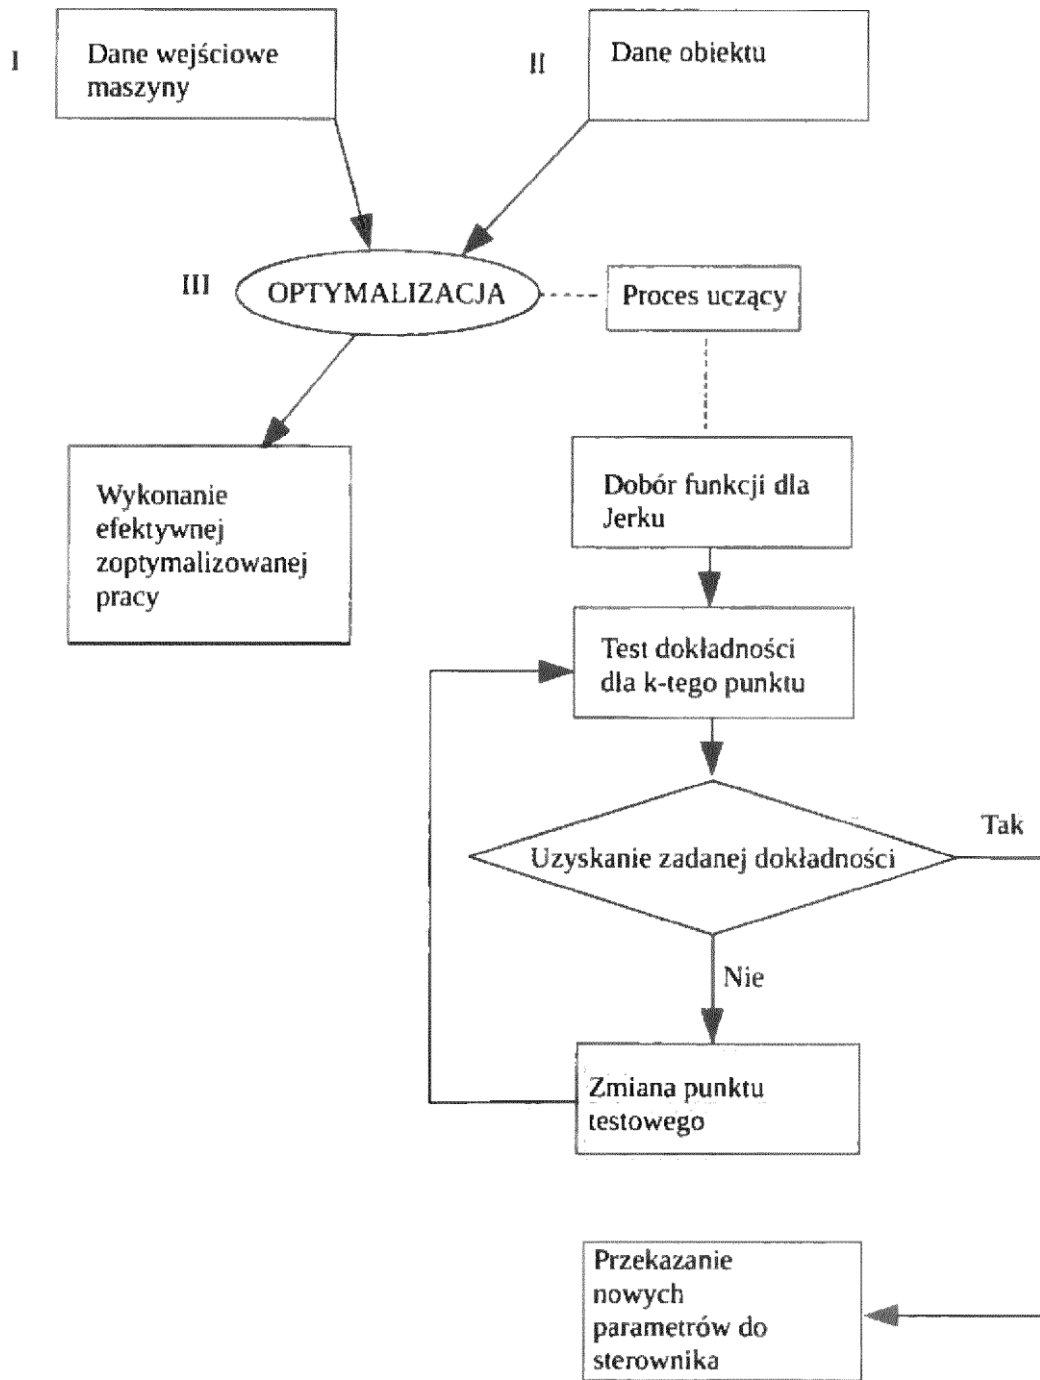 I
Dane wejściowe
maszyny
II
Dane obiektu
III
OPTYMALIZACJA
Proces uczący
Wykonanie
efektywnej
zoptymalizowanej
pracy
Dobór funkcji dla
Jerku
Test dokładności
dla k-tego punktu
Uzyskanie zadanej dokładności
Tak
Nie
Zmiana punktu
testowego
Przekazanie
nowych
parametrów do
sterownika